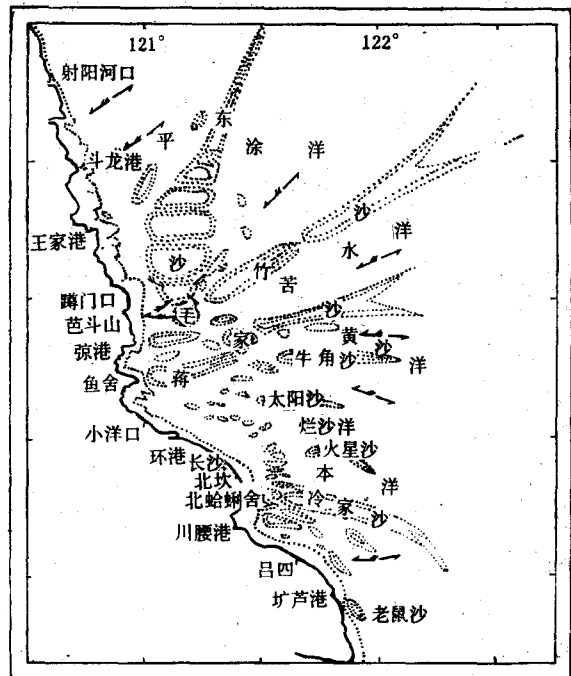 121° 122°
射阳河口
斗龙港
王家港
蹲门口
芭斗山
弶港
鱼舍
小洋口
环港
长沙
北坎
北蛤蜊舍
川腰港
吕四
圹芦港
东沙
平涂洋
毛
竹沙
苦水洋
蒋家沙
黄沙洋
牛角沙
太阳沙
烂沙洋
火星沙
本洋
冷家沙
老鼠沙